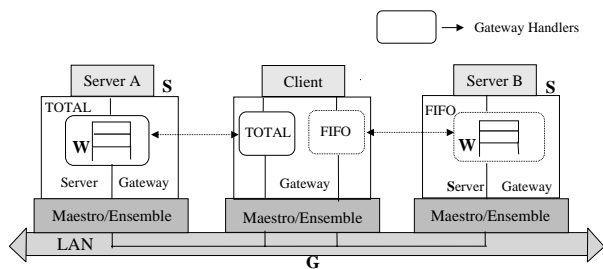 Gateway Handlers
Server A
S
Client
Server B
S
TOTAL
W
TOTAL
FIFO
FIFO
W
Server Gateway
Gateway
Server Gateway
Maestro/Ensemble
Maestro/Ensemble
Maestro/Ensemble
LAN
G